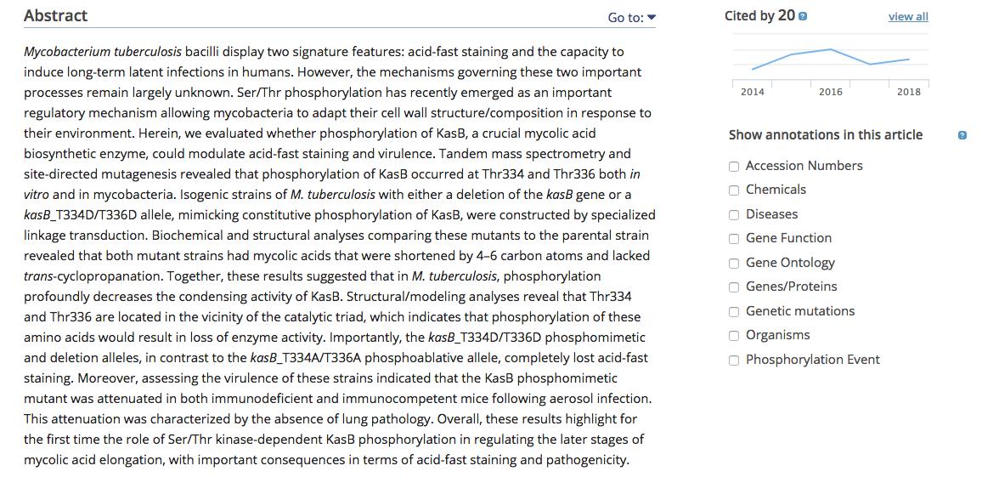 Abstract
Go to:
Mycobacterium tuberculosis bacilli display two signature features: acid-fast staining and the capacity to
induce long-term latent infections in humans. However, the mechanisms governing these two important
processes remain largely unknown. Ser/Thr phosphorylation has recently emerged as an important
regulatory mechanism allowing mycobacteria to adapt their cell wall structure/composition in response to
their environment. Herein, we evaluated whether phosphorylation of KasB, a crucial mycolic acid
biosynthetic enzyme, could modulate acid-fast staining and virulence. Tandem mass spectrometry and
site-directed mutagenesis revealed that phosphorylation of KasB occurred at Thr334 and Thr336 both in
vitro and in mycobacteria. Isogenic strains of M. tuberculosis with either a deletion of the kasB gene or a
kasB_T334D/T336D allele, mimicking constitutive phosphorylation of KasB, were constructed by specialized
linkage transduction. Biochemical and structural analyses comparing these mutants to the parental strain
revealed that both mutant strains had mycolic acids that were shortened by 4–6 carbon atoms and lacked
trans-cyclopropanation. Together, these results suggested that in M. tuberculosis, phosphorylation
profoundly decreases the condensing activity of KasB. Structural/modeling analyses reveal that Thr334
and Thr336 are located in the vicinity of the catalytic triad, which indicates that phosphorylation of these
amino acids would result in loss of enzyme activity. Importantly, the kasB_T334D/T336D phosphomimetic
and deletion alleles, in contrast to the kasB_T334A/T336A phosphoablative allele, completely lost acid-fast
staining. Moreover, assessing the virulence of these strains indicated that the KasB phosphomimetic
mutant was attenuated in both immunodeficient and immunocompetent mice following aerosol infection.
This attenuation was characterized by the absence of lung pathology. Overall, these results highlight for
the first time the role of Ser/Thr kinase-dependent KasB phosphorylation in regulating the later stages of
mycolic acid elongation, with important consequences in terms of acid-fast staining and pathogenicity.
Cited by 20 ?
view all
2014 2016 2018
Show annotations in this article ?
Accession Numbers
Chemicals
Diseases
Gene Function
Gene Ontology
Genes/Proteins
Genetic mutations
Organisms
Phosphorylation Event